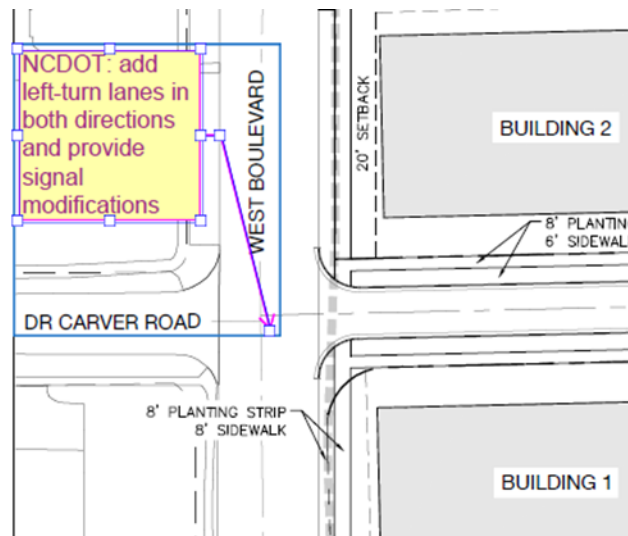 NCDOT: add
left-turn lanes in
both directions
and provide
signal
modifications
WEST BOULEVARD
20' SETBACK
BUILDING 2
8' PLANTIN
6' SIDEWAL
DR CARVER ROAD
8' PLANTING STRIP
8' SIDEWALK
BUILDING 1